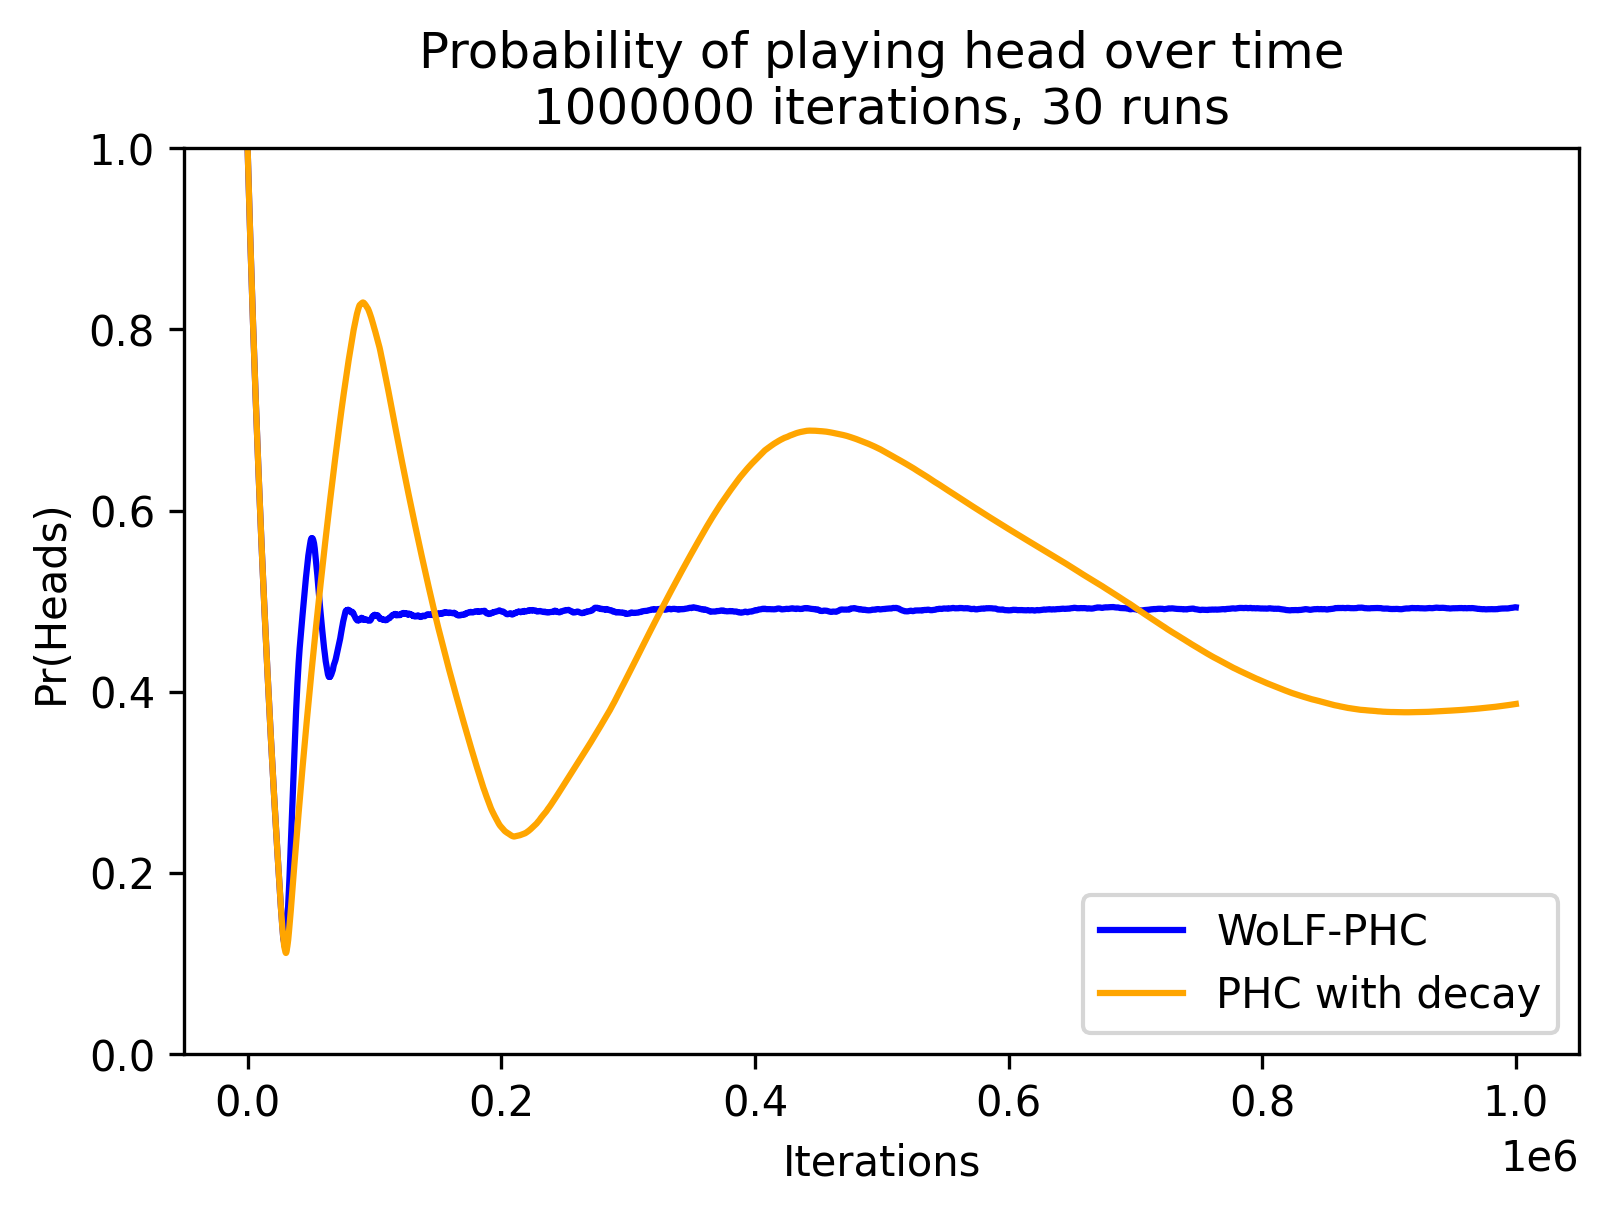 Probability of playing head over time
1000000 iterations, 30 runs
Pr(Heads)
1.0
0.8
0.6
0.4
0.2
0.0
WoLF-PHC
PHC with decay
0.0 0.2 0.4 0.6 0.8 1.0
1e6
Iterations